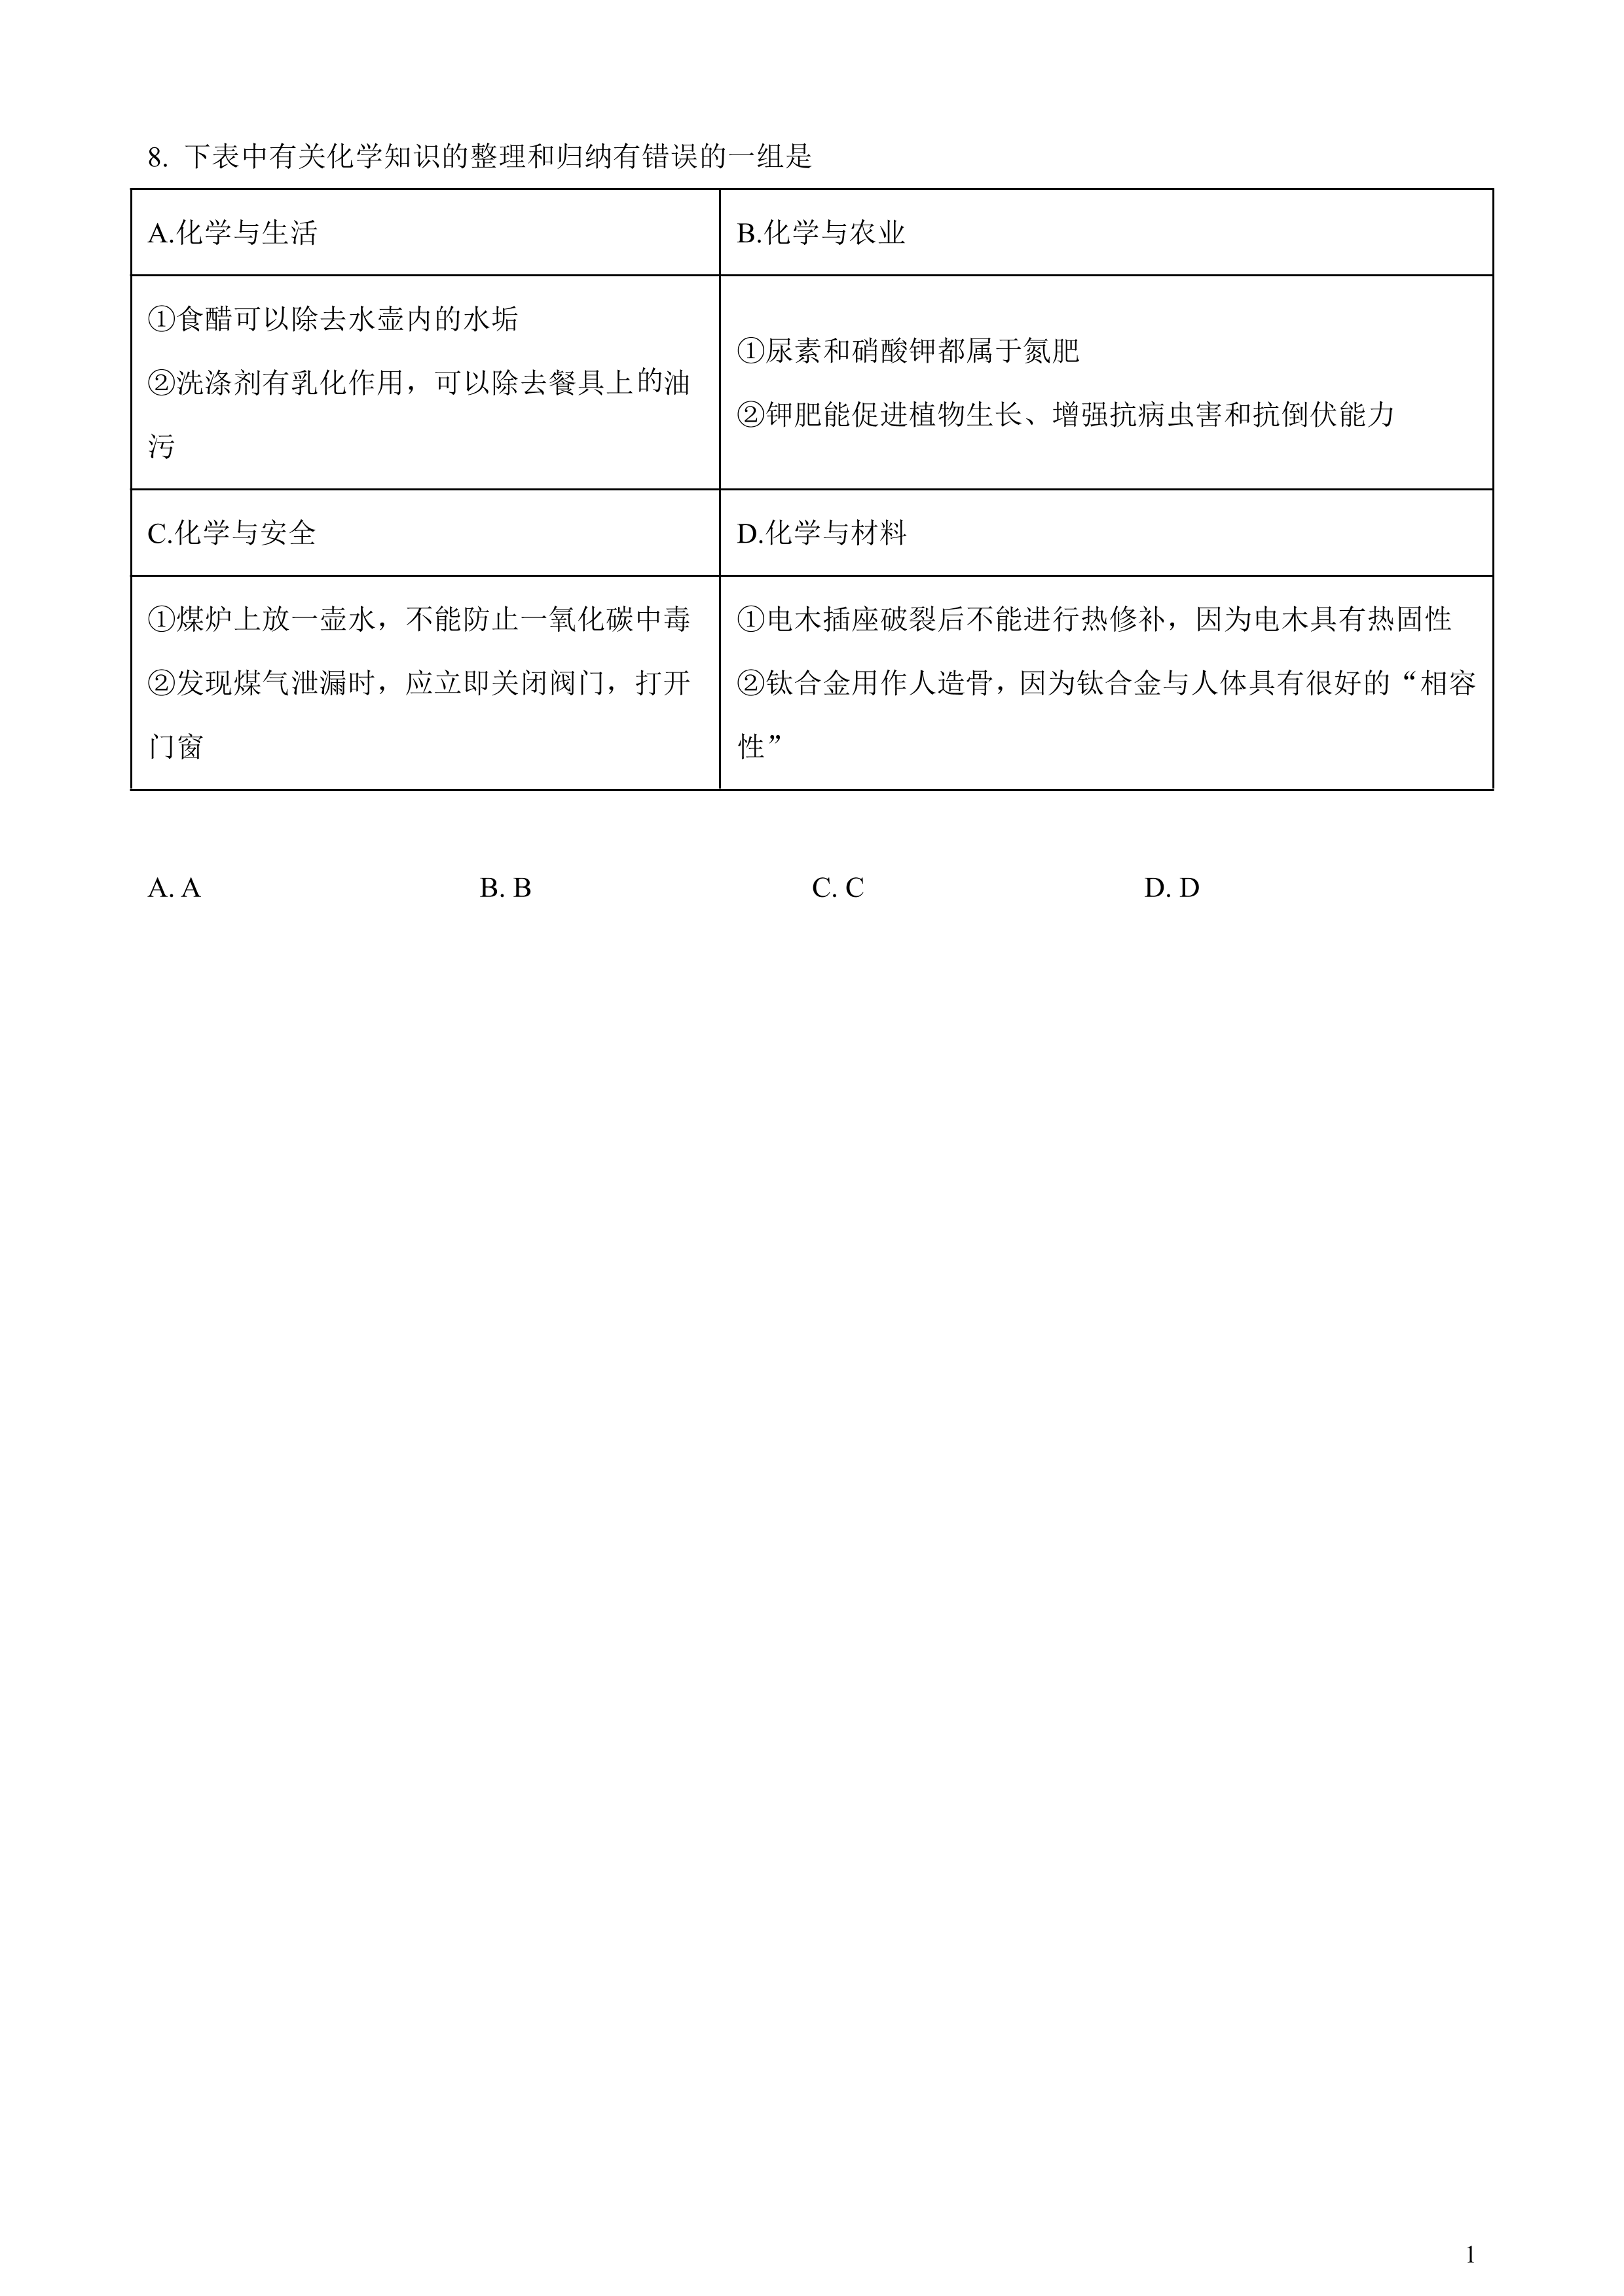 8. 下表中有关化学知识的整理和归纳有错误的一组是
A.化学与生活
B.化学与农业
①食醋可以除去水壶内的水垢
②洗涤剂有乳化作用，可以除去餐具上的油
污
①尿素和硝酸钾都属于氮肥
②钾肥能促进植物生长、增强抗病虫害和抗倒伏能力
C.化学与安全
D.化学与材料
①煤炉上放一壶水，不能防止一氧化碳中毒
②发现煤气泄漏时，应立即关闭阀门，打开
门窗
①电木插座破裂后不能进行热修补，因为电木具有热固性
②钛合金用作人造骨，因为钛合金与人体具有很好的“相容
性”
A. A B. B C. C D. D
1